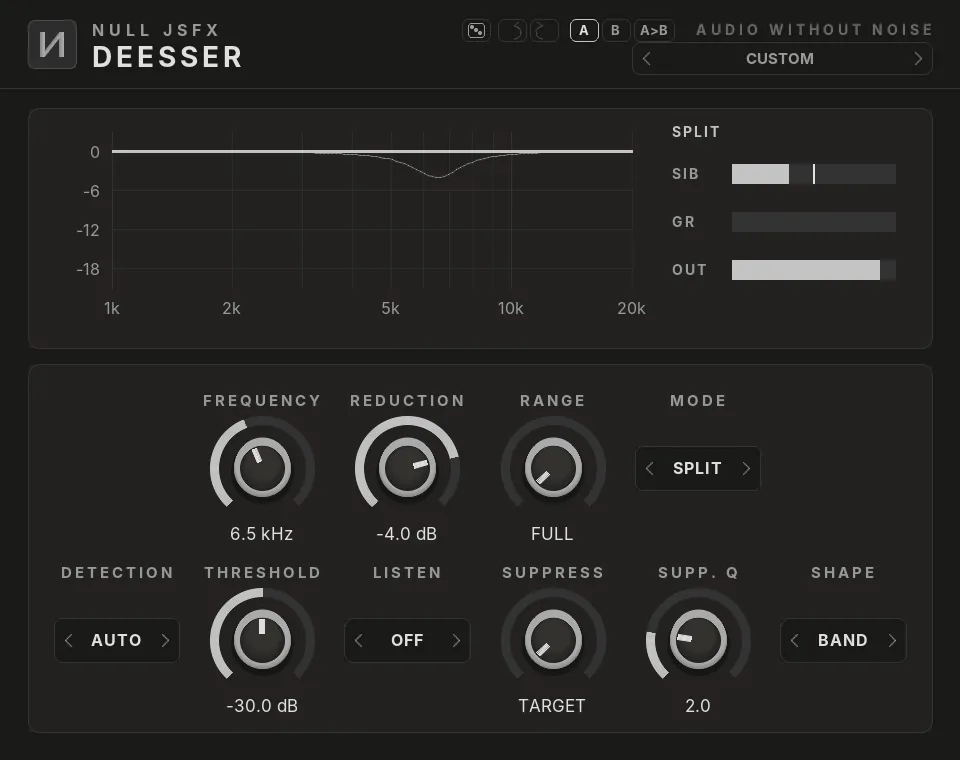 NULL JSFX
DEESSER
A B A>B AUDIO WITHOUT NOISE
CUSTOM
SPLIT
0
-6
-12
-18
1k 2k 5k 10k 20k
SIB
GR
OUT
FREQUENCY REDUCTION RANGE MODE
SPLIT
6.5 kHz -4.0 dB FULL
DETECTION THRESHOLD LISTEN SUPPRESS SUPP. Q SHAPE
AUTO OFF BAND
-30.0 dB TARGET 2.0